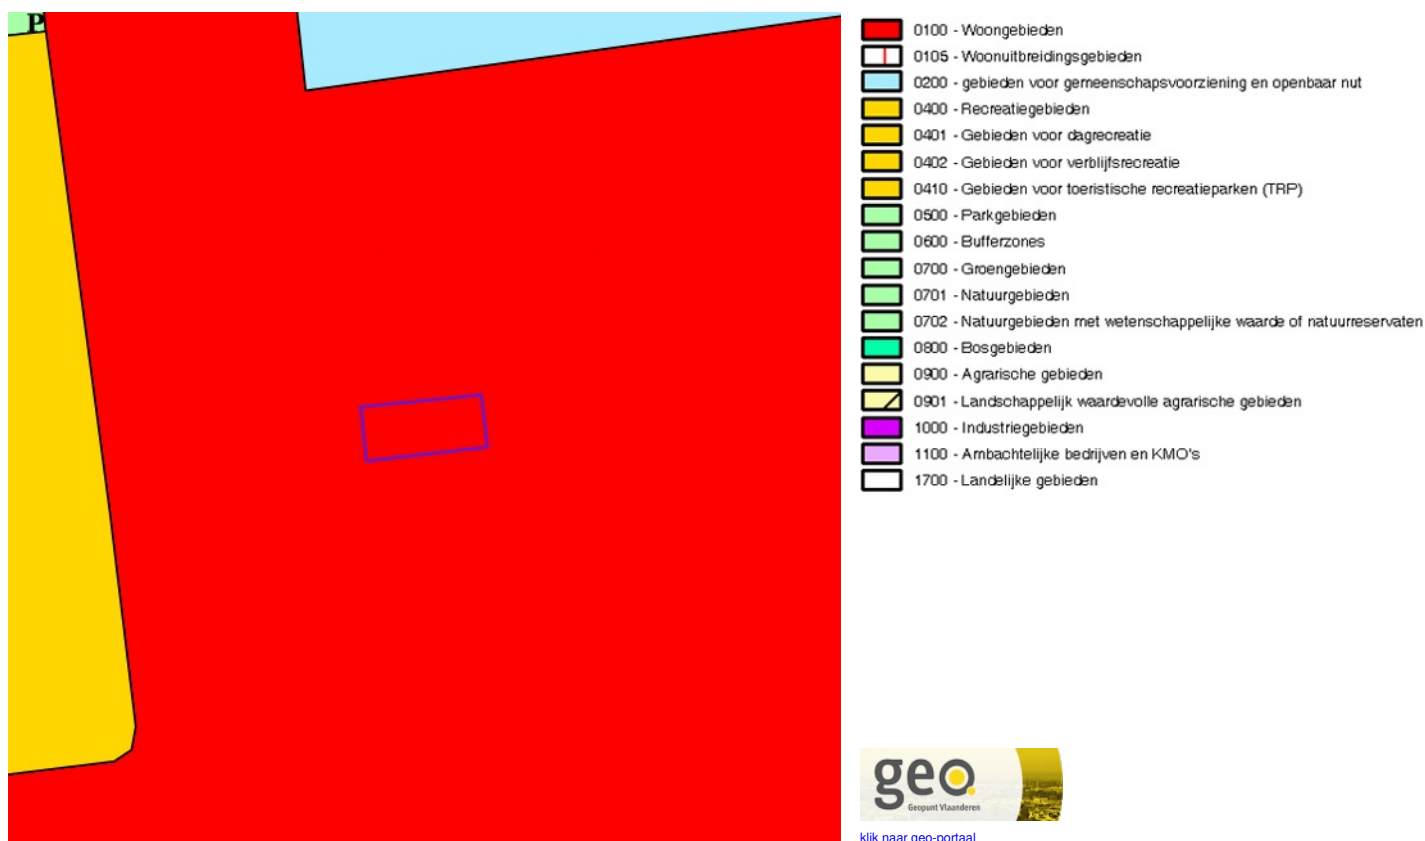 P
0100 - Woongebieden
0105 - Woonuitbreidingsgebieden
0200 - gebieden voor gemeenschapsvoorziening en openbaar nut
0400 - Recreatiegebieden
0401 - Gebieden voor dagrecreatie
0402 - Gebieden voor verblijfsrecreatie
0410 - Gebieden voor toeristische recreatieparken (TRP)
0500 - Parkgebieden
0600 - Bufferzones
0700 - Groengebieden
0701 - Natuurgebieden
0702 - Natuurgebieden met wetenschappelijke waarde of natuurreservaten
0800 - Bosgebieden
0900 - Agrarische gebieden
0901 - Landschappelijk waardevolle agrarische gebieden
1000 - Industriegebieden
1100 - Ambachtelijke bedrijven en KMO's
1700 - Landelijke gebieden
geo
Geopunt Vlaanderen
klik naar geo-portaal